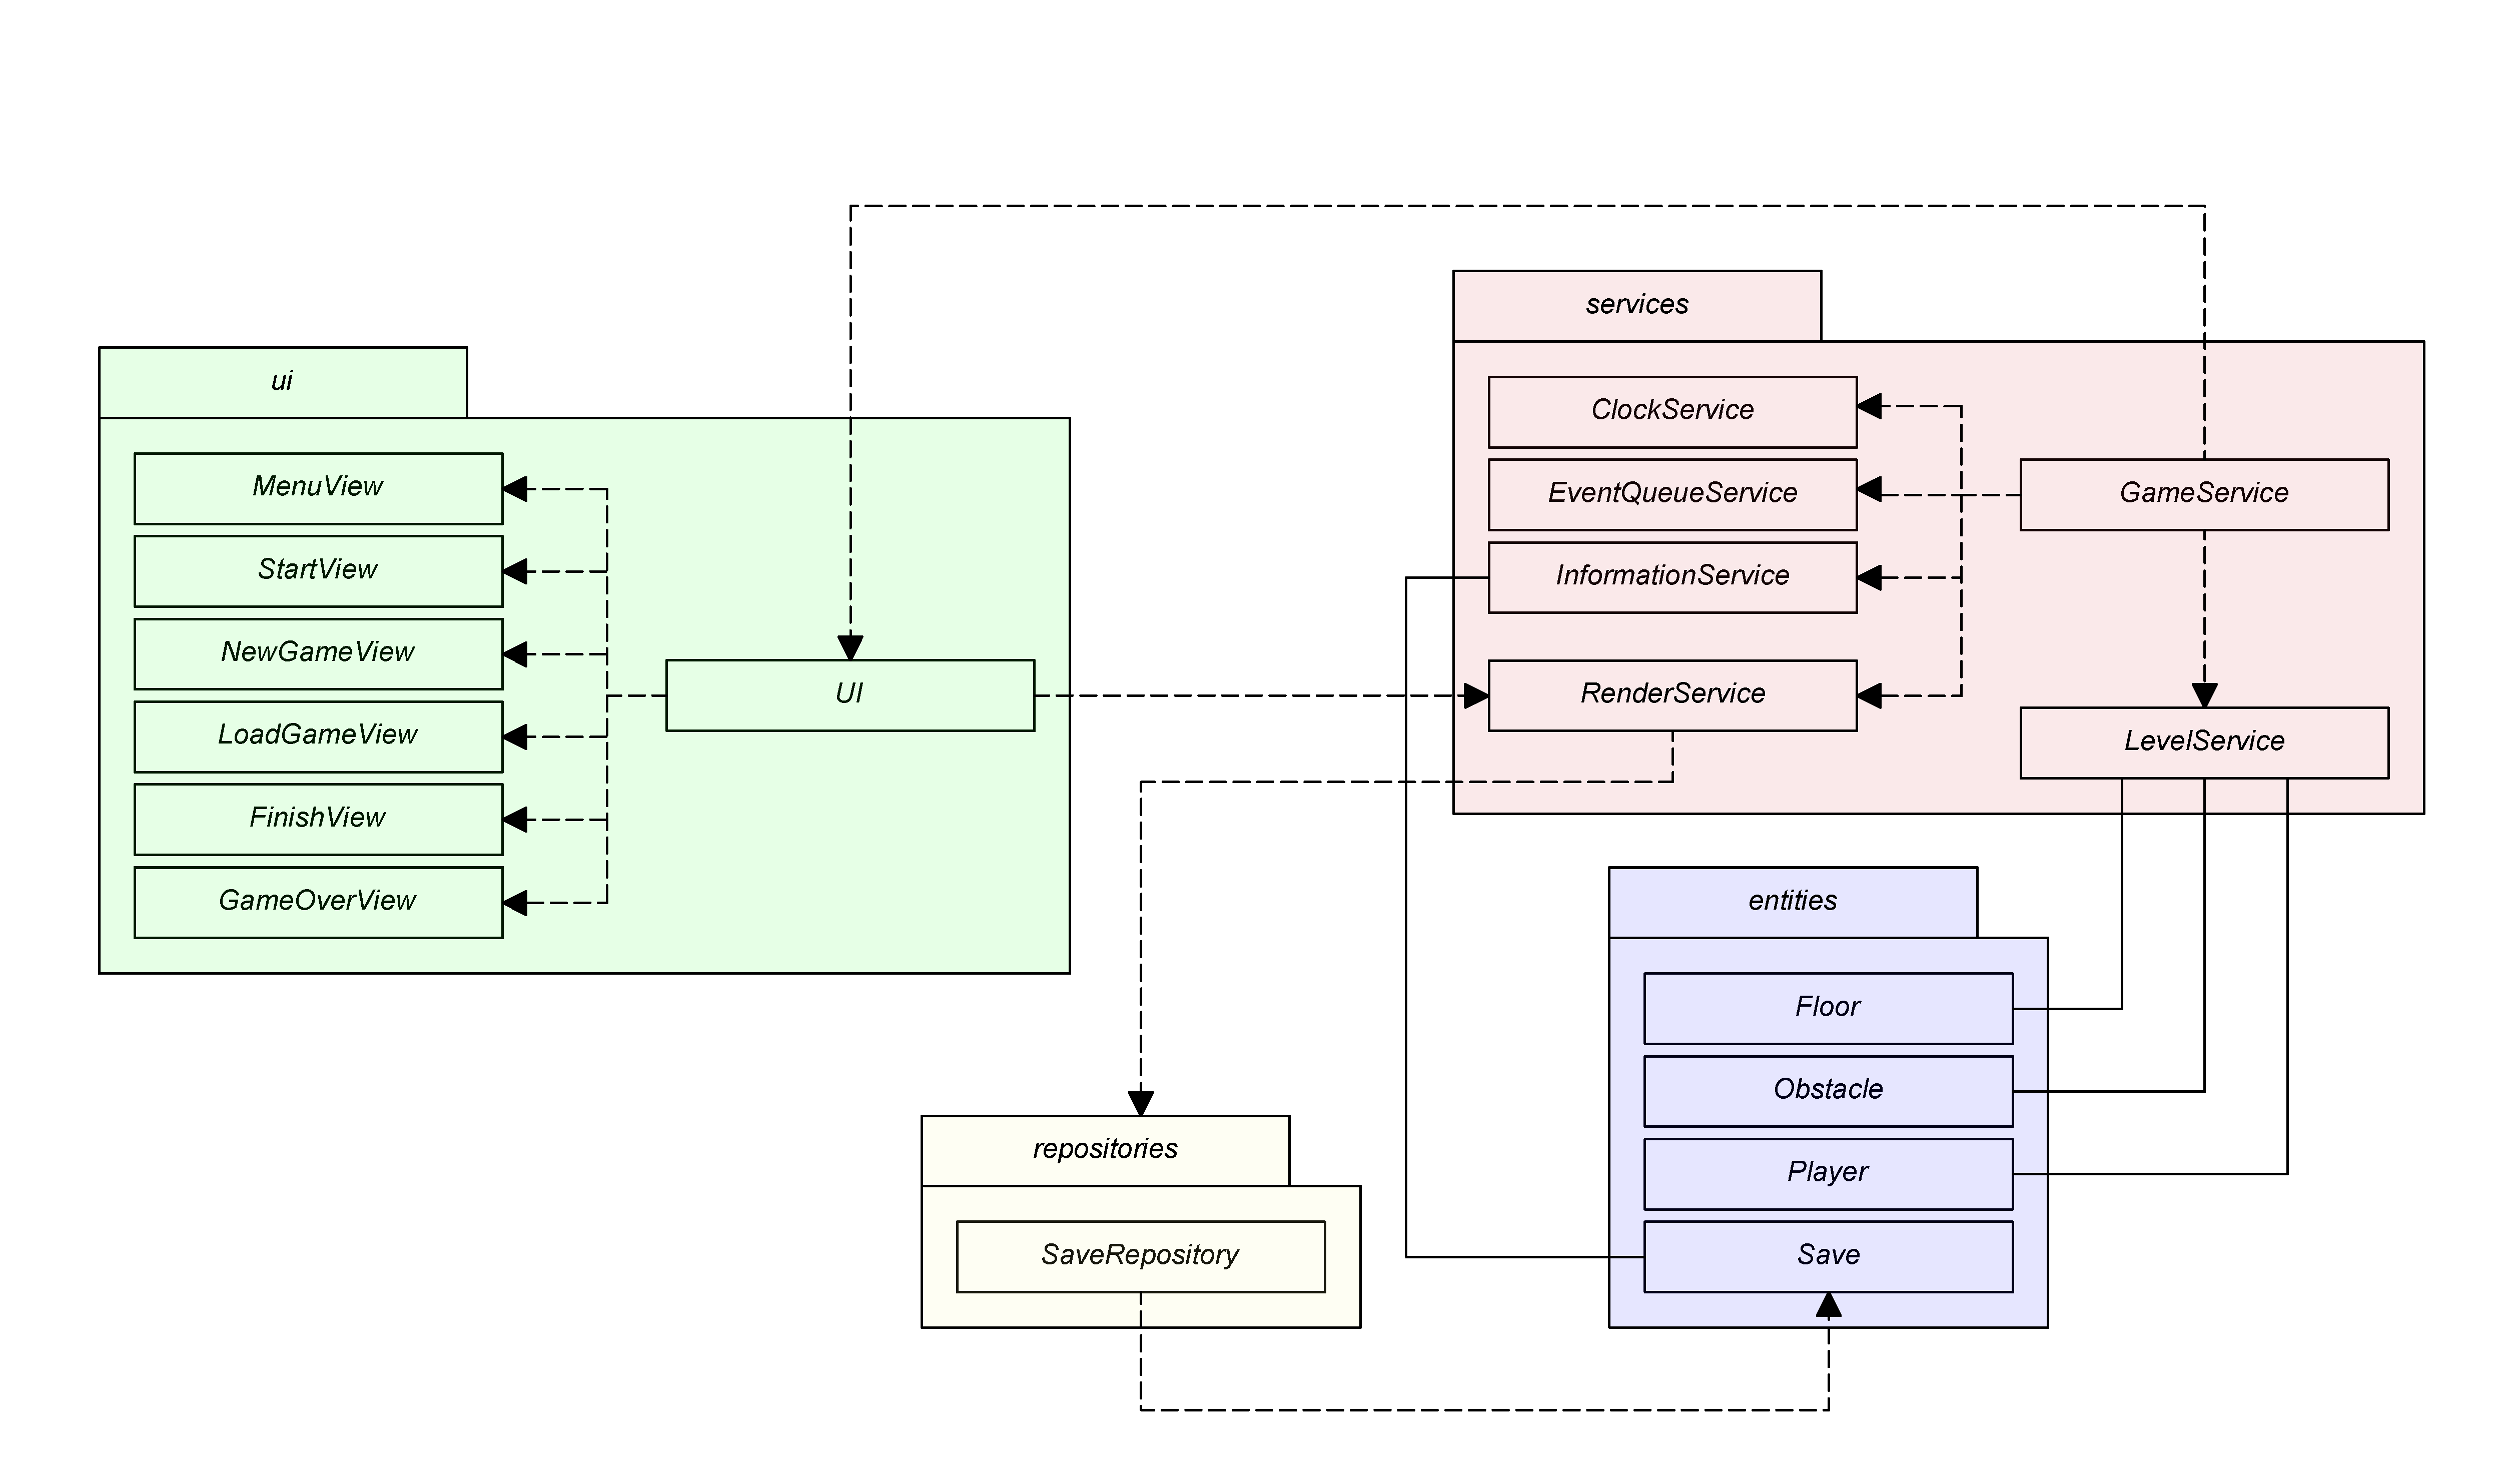 services
ui
ClockService
MenuView
EventQueueService
GameService
StartView
InformationService
NewGameView
UI
RenderService
LoadGameView
LevelService
FinishView
GameOverView
entities
Floor
Obstacle
repositories
Player
SaveRepository
Save